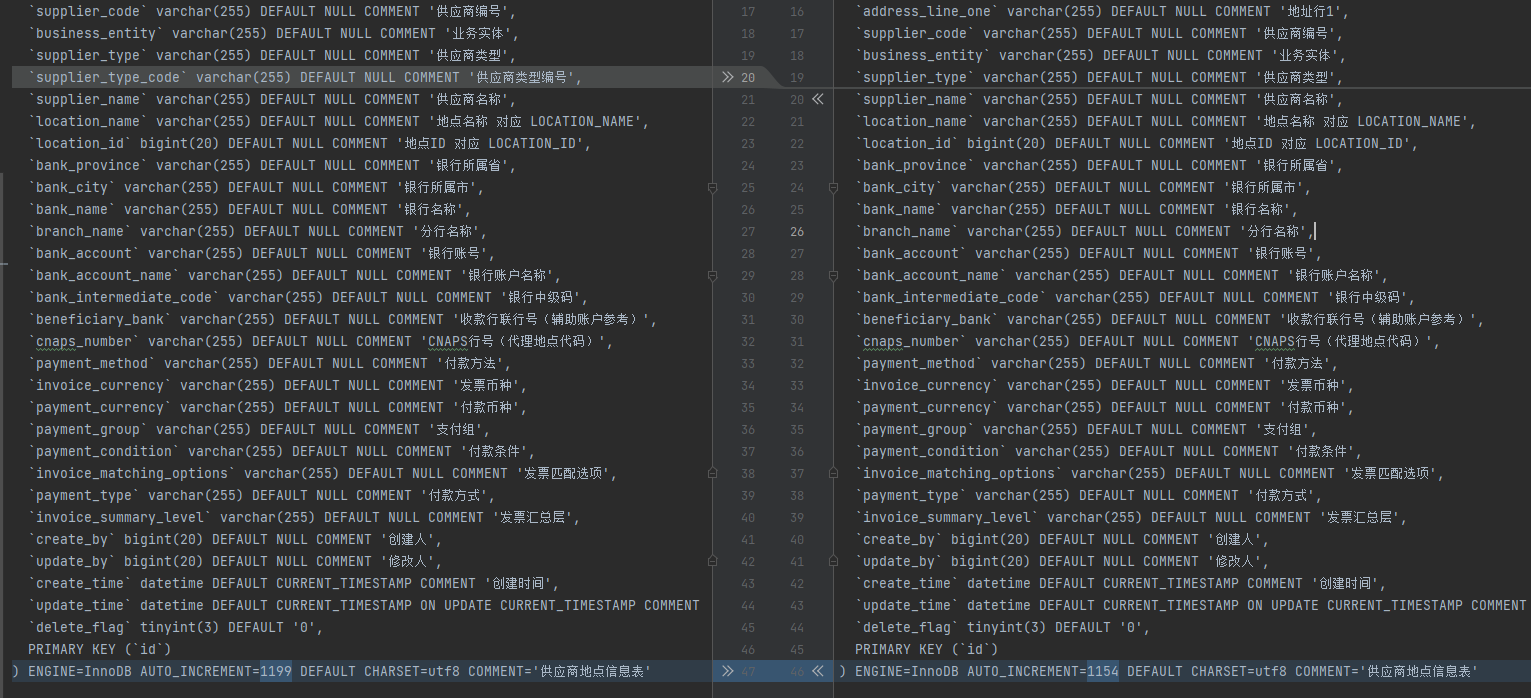 `supplier_code` varchar(255) DEFAULT NULL COMMENT '供应商编号',
`business_entity` varchar(255) DEFAULT NULL COMMENT '业务实体',
`supplier_type` varchar(255) DEFAULT NULL COMMENT '供应商类型',
`supplier_type_code` varchar(255) DEFAULT NULL COMMENT '供应商类型编号',
`supplier_name` varchar(255) DEFAULT NULL COMMENT '供应商名称',
`location_name` varchar(255) DEFAULT NULL COMMENT '地点名称 对应 LOCATION_NAME',
`location_id` bigint(20) DEFAULT NULL COMMENT '地点ID 对应 LOCATION_ID',
`bank_province` varchar(255) DEFAULT NULL COMMENT '银行所属省',
`bank_city` varchar(255) DEFAULT NULL COMMENT '银行所属市',
`bank_name` varchar(255) DEFAULT NULL COMMENT '银行名称',
`branch_name` varchar(255) DEFAULT NULL COMMENT '分行名称',
`bank_account` varchar(255) DEFAULT NULL COMMENT '银行账号',
`bank_account_name` varchar(255) DEFAULT NULL COMMENT '银行账户名称',
`bank_intermediate_code` varchar(255) DEFAULT NULL COMMENT '银行中级码',
`beneficiary_bank` varchar(255) DEFAULT NULL COMMENT '收款行联行号（辅助账户参考）',
`cnaps_number` varchar(255) DEFAULT NULL COMMENT 'CNAPS行号（代理地点代码）',
`payment_method` varchar(255) DEFAULT NULL COMMENT '付款方法',
`invoice_currency` varchar(255) DEFAULT NULL COMMENT '发票币种',
`payment_currency` varchar(255) DEFAULT NULL COMMENT '付款币种',
`payment_group` varchar(255) DEFAULT NULL COMMENT '支付组',
`payment_condition` varchar(255) DEFAULT NULL COMMENT '付款条件',
`invoice_matching_options` varchar(255) DEFAULT NULL COMMENT '发票匹配选项',
`payment_type` varchar(255) DEFAULT NULL COMMENT '付款方式',
`invoice_summary_level` varchar(255) DEFAULT NULL COMMENT '发票汇总层',
`create_by` bigint(20) DEFAULT NULL COMMENT '创建人',
`update_by` bigint(20) DEFAULT NULL COMMENT '修改人',
`create_time` datetime DEFAULT CURRENT_TIMESTAMP COMMENT '创建时间',
`update_time` datetime DEFAULT CURRENT_TIMESTAMP ON UPDATE CURRENT_TIMESTAMP COMMENT
`delete_flag` tinyint(3) DEFAULT '0',
PRIMARY KEY (`id`)
) ENGINE=InnoDB AUTO_INCREMENT=1199 DEFAULT CHARSET=utf8 COMMENT='供应商地点信息表'
17 16
18 17
19 18
20 19
21 20
22 21
23 22
24 23
25 24
26 25
27 26
28 27
29 28
30 29
31 30
32 31
33 32
34 33
35 34
36 35
37 36
38 37
39 38
40 39
41 40
42 41
43 42
44 43
45 44
46 45
47 46
`address_line_one` varchar(255) DEFAULT NULL COMMENT '地址行1',
`supplier_code` varchar(255) DEFAULT NULL COMMENT '供应商编号',
`business_entity` varchar(255) DEFAULT NULL COMMENT '业务实体',
`supplier_type` varchar(255) DEFAULT NULL COMMENT '供应商类型',
`supplier_name` varchar(255) DEFAULT NULL COMMENT '供应商名称',
`location_name` varchar(255) DEFAULT NULL COMMENT '地点名称 对应 LOCATION_NAME',
`location_id` bigint(20) DEFAULT NULL COMMENT '地点ID 对应 LOCATION_ID',
`bank_province` varchar(255) DEFAULT NULL COMMENT '银行所属省',
`bank_city` varchar(255) DEFAULT NULL COMMENT '银行所属市',
`bank_name` varchar(255) DEFAULT NULL COMMENT '银行名称',
`branch_name` varchar(255) DEFAULT NULL COMMENT '分行名称',
`bank_account` varchar(255) DEFAULT NULL COMMENT '银行账号',
`bank_account_name` varchar(255) DEFAULT NULL COMMENT '银行账户名称',
`bank_intermediate_code` varchar(255) DEFAULT NULL COMMENT '银行中级码',
`beneficiary_bank` varchar(255) DEFAULT NULL COMMENT '收款行联行号（辅助账户参考）',
`cnaps_number` varchar(255) DEFAULT NULL COMMENT 'CNAPS行号（代理地点代码）',
`payment_method` varchar(255) DEFAULT NULL COMMENT '付款方法',
`invoice_currency` varchar(255) DEFAULT NULL COMMENT '发票币种',
`payment_currency` varchar(255) DEFAULT NULL COMMENT '付款币种',
`payment_group` varchar(255) DEFAULT NULL COMMENT '支付组',
`payment_condition` varchar(255) DEFAULT NULL COMMENT '付款条件',
`invoice_matching_options` varchar(255) DEFAULT NULL COMMENT '发票匹配选项',
`payment_type` varchar(255) DEFAULT NULL COMMENT '付款方式',
`invoice_summary_level` varchar(255) DEFAULT NULL COMMENT '发票汇总层',
`create_by` bigint(20) DEFAULT NULL COMMENT '创建人',
`update_by` bigint(20) DEFAULT NULL COMMENT '修改人',
`create_time` datetime DEFAULT CURRENT_TIMESTAMP COMMENT '创建时间',
`update_time` datetime DEFAULT CURRENT_TIMESTAMP ON UPDATE CURRENT_TIMESTAMP COMMENT
`delete_flag` tinyint(3) DEFAULT '0',
PRIMARY KEY (`id`)
) ENGINE=InnoDB AUTO_INCREMENT=1154 DEFAULT CHARSET=utf8 COMMENT='供应商地点信息表'